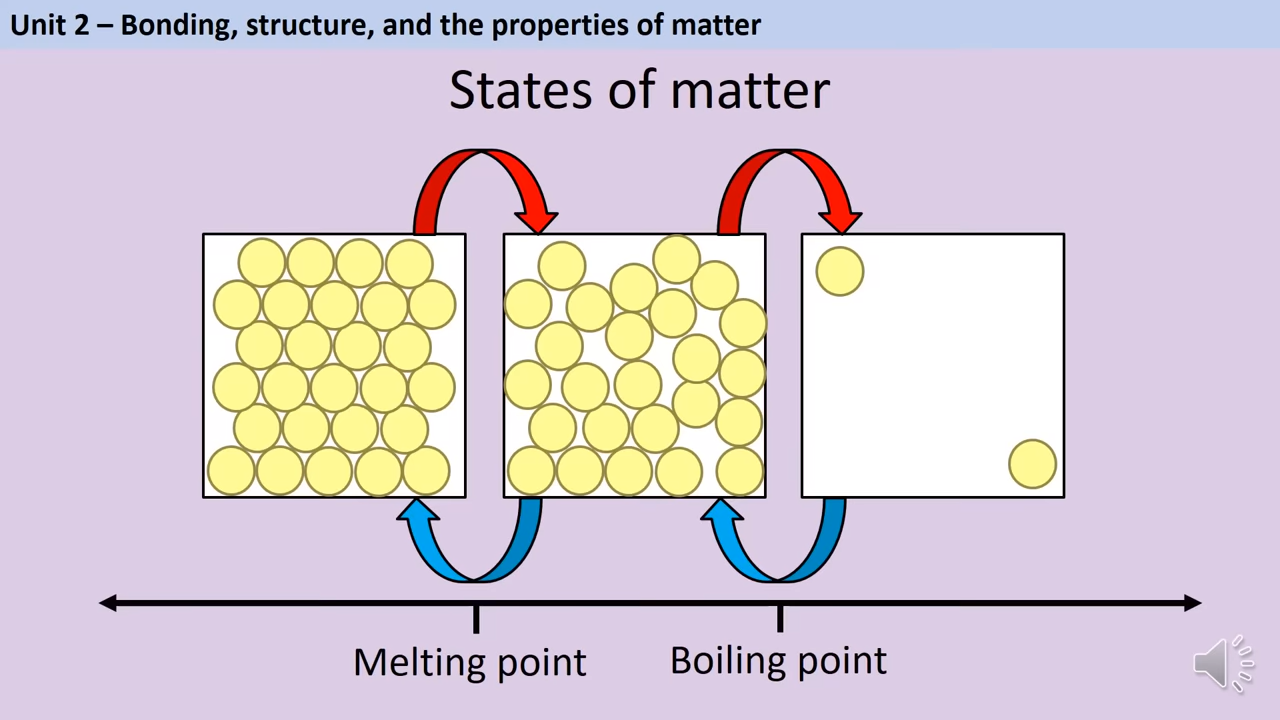 Unit 2 – Bonding, structure, and the properties of matter
States of matter
Melting point
Boiling point